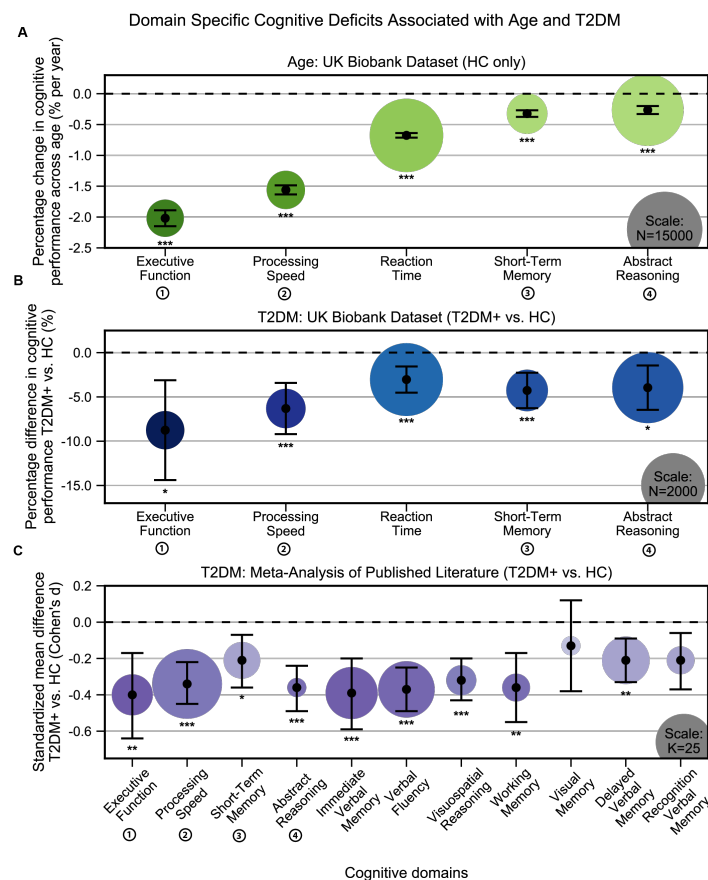 Domain Specific Cognitive Deficits Associated with Age and T2DM
A
Age: UK Biobank Dataset (HC only)
Percentage change in cognitive
performance across age (% per year)
0.0
-0.5
-1.0
-1.5
-2.0
-2.5
***
***
***
***
***
Scale:
N=15000
Executive
Function
①
Processing
Speed
②
Reaction
Time
Short-Term
Memory
③
Abstract
Reasoning
④
B
T2DM: UK Biobank Dataset (T2DM+ vs. HC)
Percentage difference in cognitive
performance T2DM+ vs. HC (%)
0.0
-5.0
-10.0
-15.0
*
***
***
***
*
Scale:
N=2000
Executive
Function
①
Processing
Speed
②
Reaction
Time
Short-Term
Memory
③
Abstract
Reasoning
④
C
T2DM: Meta-Analysis of Published Literature (T2DM+ vs. HC)
Standardized mean difference
T2DM+ vs. HC (Cohen's d)
0.2
0.0
-0.2
-0.4
-0.6
**
***
*
***
***
***
***
**
**
Scale:
K=25
Executive
Function
①
Processing
Speed
②
Short-Term
Memory
③
Abstract
Reasoning
④
Immediate
Verbal
Memory
Verbal
Fluency
Visuospatial
Reasoning
Working
Memory
Visual
Memory
Delayed
Verbal
Memory
Recognition
Verbal
Memory
Cognitive domains